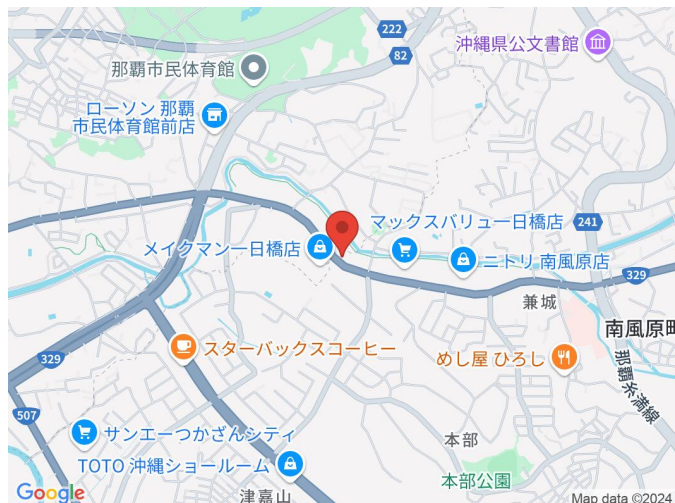 222
82
沖縄県公文書館
那覇市民体育館
ローソン 那覇
市民体育館前店
241
マックスバリュ一日橋店
メイクマン一日橋店
ニトリ 南風原店
329
兼城
南風原町
那覇糸満線
スターバックスコーヒー
めし屋 ひろし
329
507
サンエーつかざんシティ
本部
TOTO 沖縄ショールーム
本部公園
津嘉山
Google
Map data ©2024